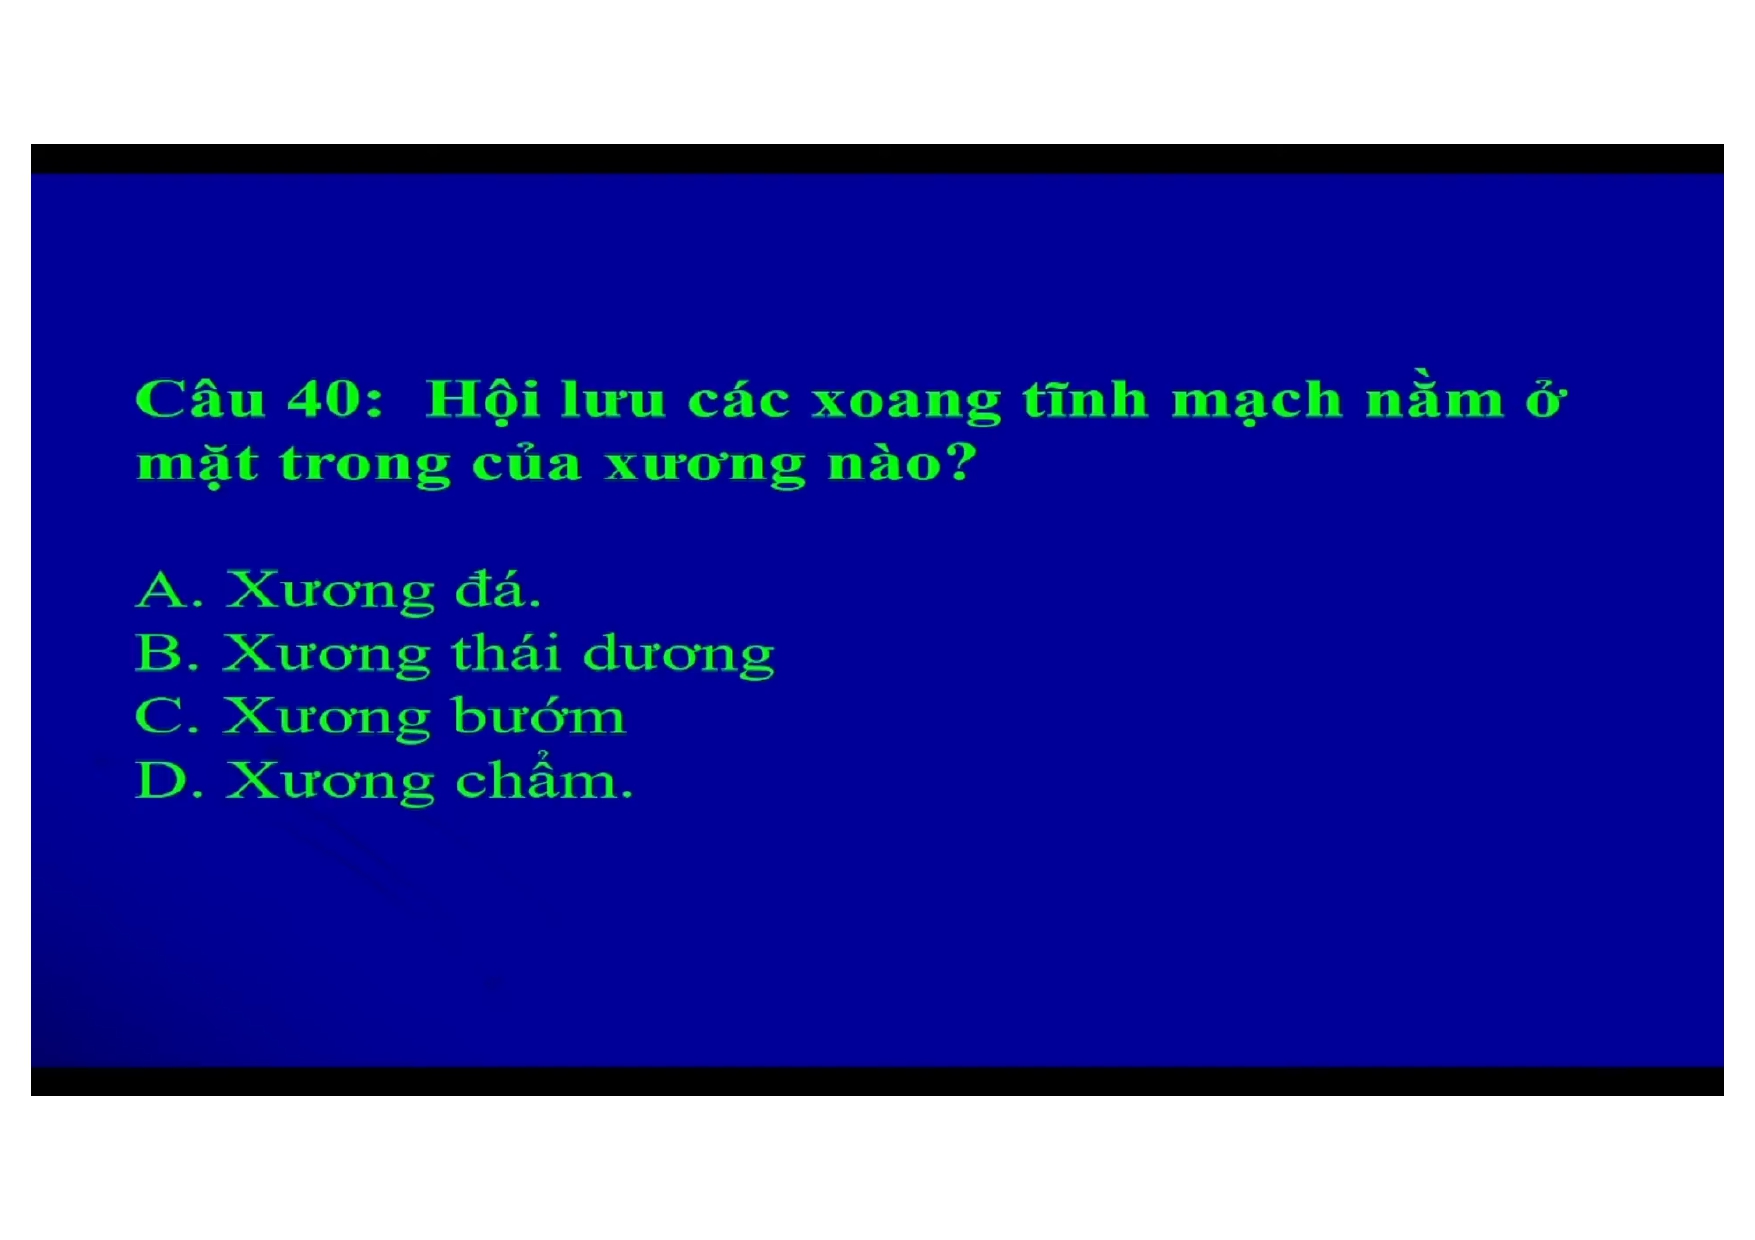 Câu 40: Hội lưu các xoang tĩnh mạch nằm ở
mặt trong của xương nào?
A. Xương đá.
B. Xương thái dương
C. Xương bướm
D. Xương chẩm.